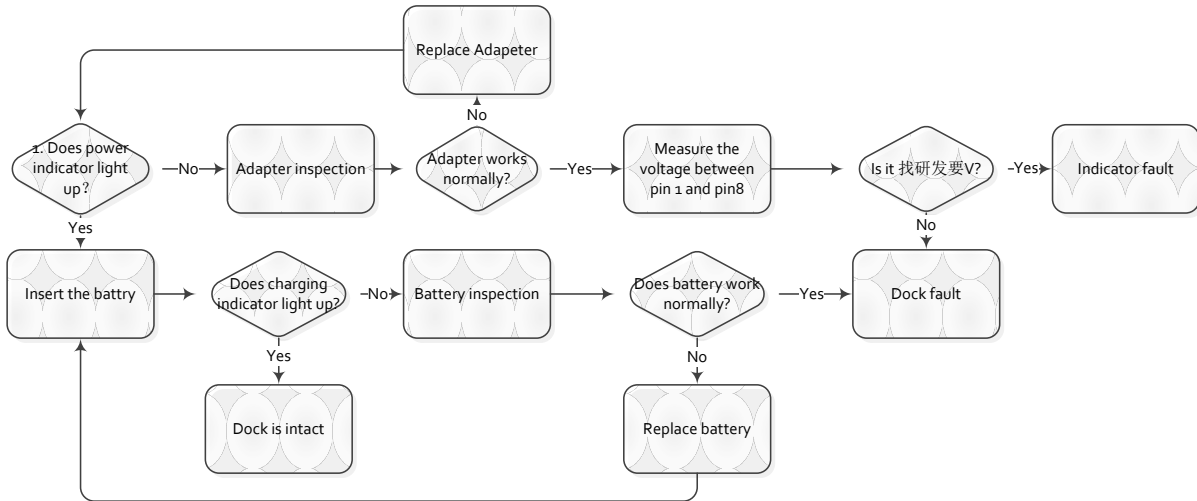 Replace Adapeter
No
1. Does power
indicator light
up？
No
Adapter inspection
Adapter works
normally?
Yes
Measure the
voltage between
pin 1 and pin8
Is it 找研发要V?
Yes
Indicator fault
Yes
No
Insert the battry
Does charging
indicator light up?
No
Battery inspection
Does battery work
normally?
Yes
Dock fault
Yes
No
Dock is intact
Replace battery